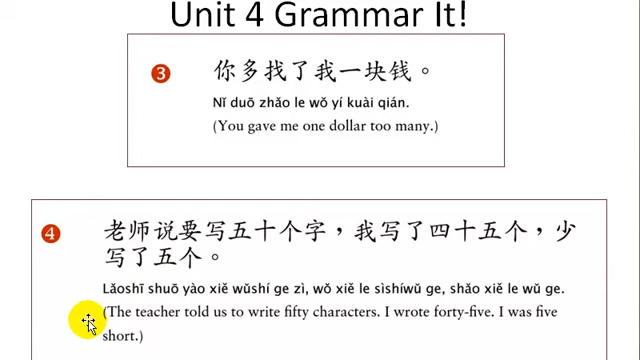 Unit 4 Grammar It!
3 你多找了我一块钱。
Nǐ duō zhǎo le wǒ yí kuài qián.
(You gave me one dollar too many.)
4 老师说要写五十个字，我写了四十五个，少
写了五个。
Lǎoshī shuō yào xiě wǔshí ge zì, wǒ xiě le sìshíwǔ ge, shǎo xiě le wǔ ge.
(The teacher told us to write fifty characters. I wrote forty-five. I was five
short.)